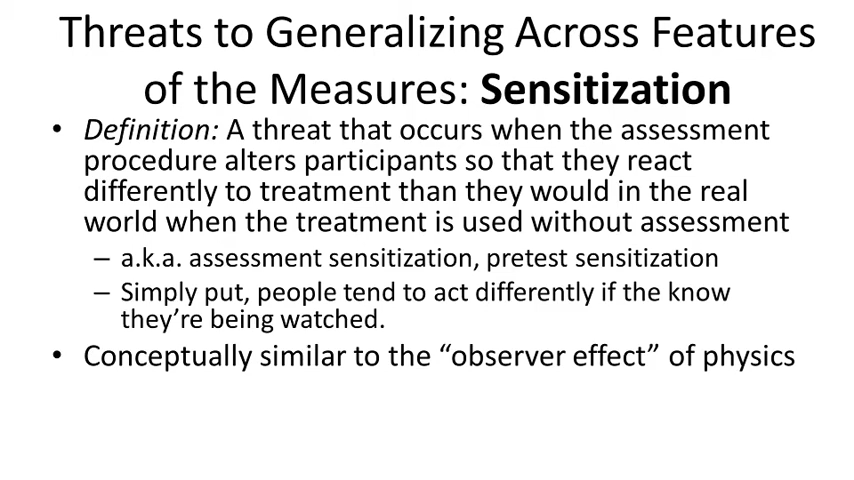 Threats to Generalizing Across Features
of the Measures: Sensitization
• Definition: A threat that occurs when the assessment
procedure alters participants so that they react
differently to treatment than they would in the real
world when the treatment is used without assessment
– a.k.a. assessment sensitization, pretest sensitization
– Simply put, people tend to act differently if the know
they're being watched.
• Conceptually similar to the “observer effect” of physics